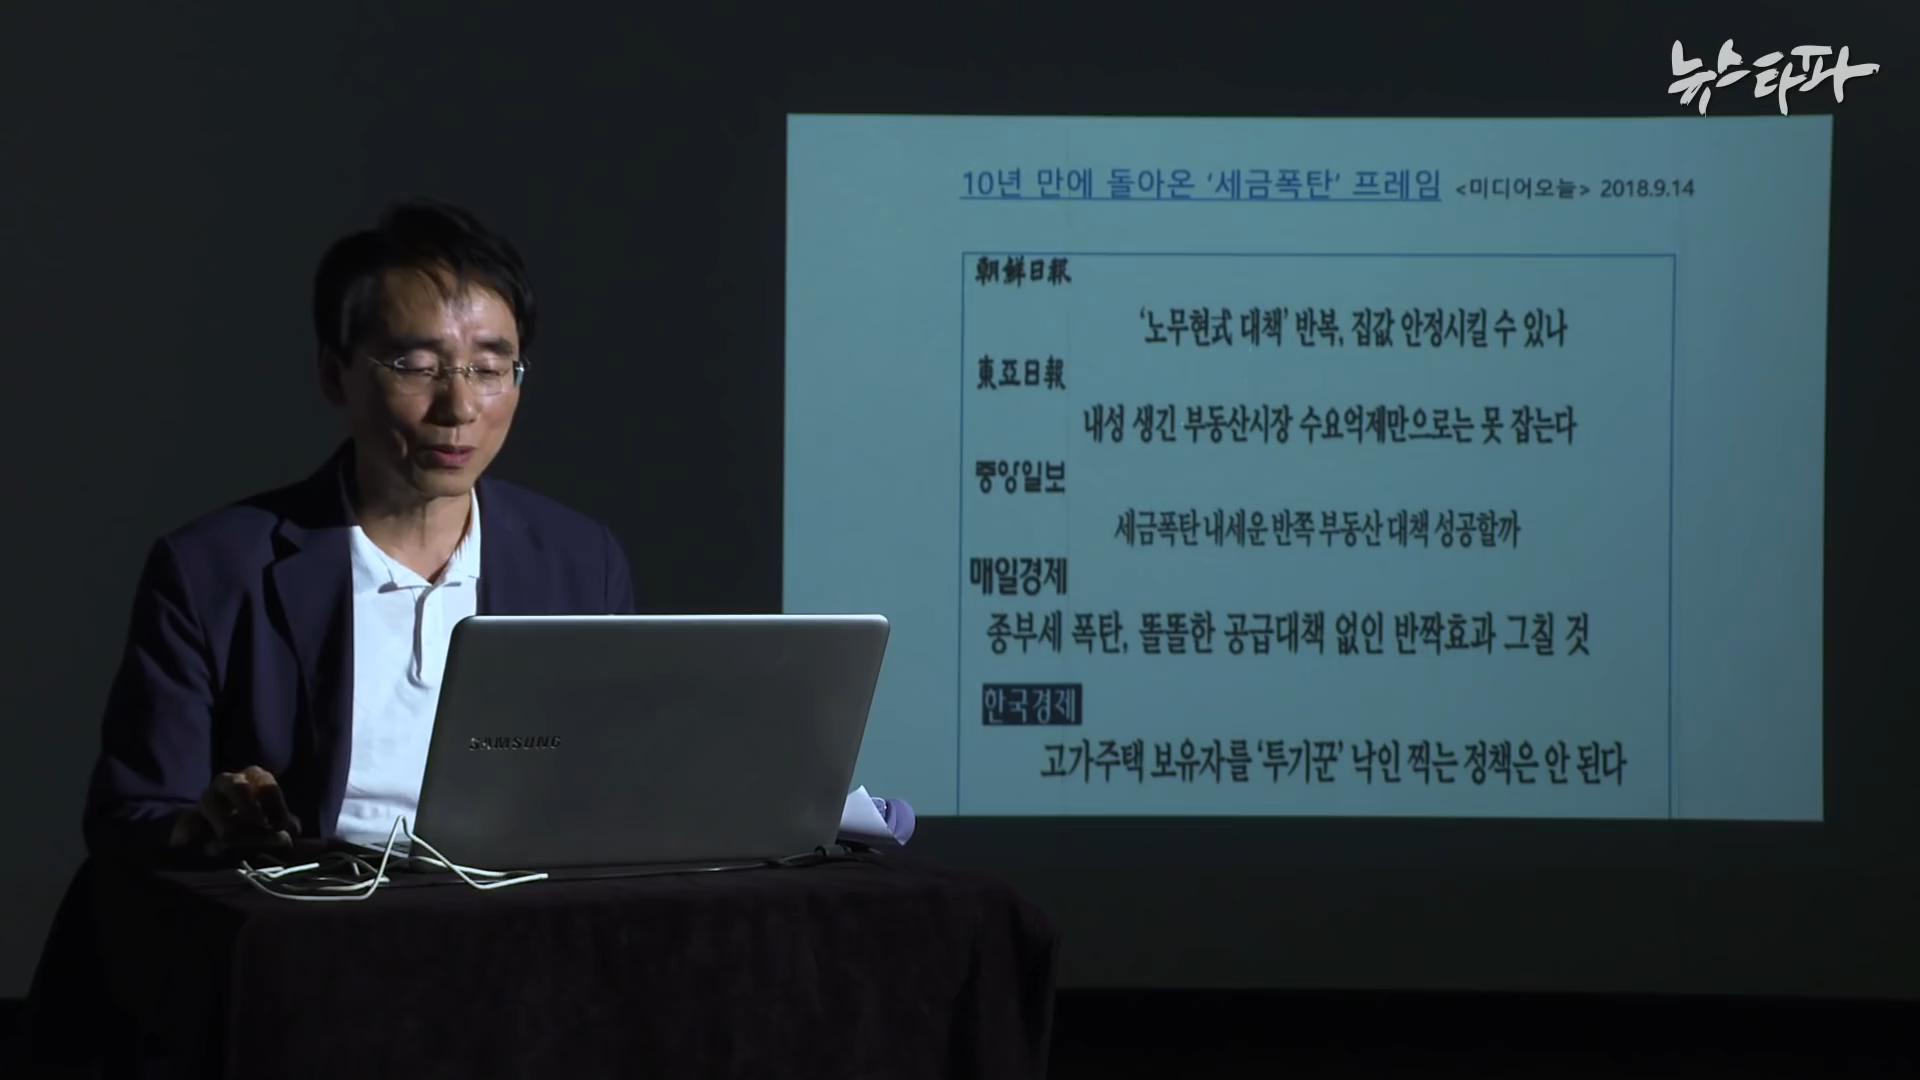 뉴스타파
10년 만에 돌아온 '세금폭탄' 프레임 <미디어오늘> 2018.9.14
朝鮮日報
'노무현式 대책' 반복, 집값 안정시킬 수 있나
東亞日報
내성 생긴 부동산시장 수요억제만으로는 못 잡는다
중앙일보
세금폭탄 내세운 반쪽 부동산 대책 성공할까
매일경제
종부세 폭탄, 똘똘한 공급대책 없인 반짝효과 그칠 것
한국경제
고가주택 보유자를 '투기꾼' 낙인 찍는 정책은 안 된다
SAMSUNG